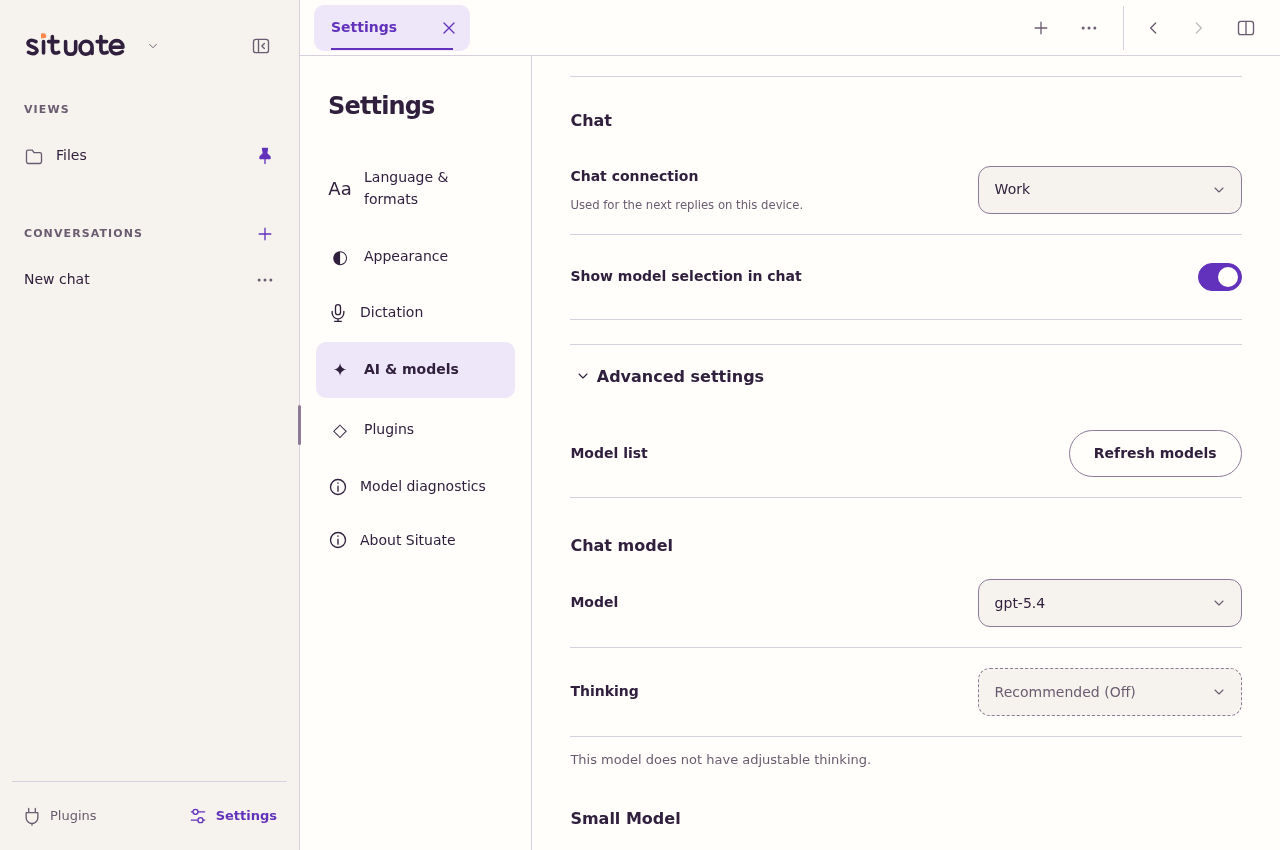 situate
VIEWS
Files
CONVERSATIONS
New chat
Plugins
Settings
Settings
Settings
Aa
Language &
formats
Appearance
Dictation
AI & models
Plugins
Model diagnostics
About Situate
Chat
Chat connection
Used for the next replies on this device.
Work
Show model selection in chat
Advanced settings
Model list
Refresh models
Chat model
Model
gpt-5.4
Thinking
Recommended (Off)
This model does not have adjustable thinking.
Small Model